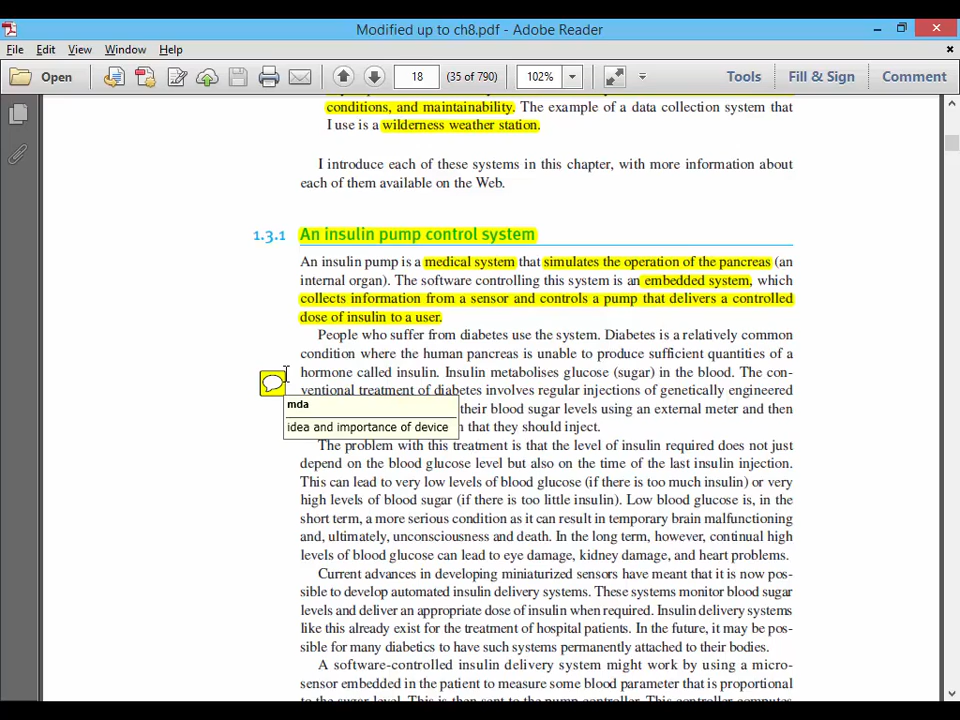 Modified up to ch8.pdf - Adobe Reader
File Edit View Window Help
Open 18 (35 of 790) 102% Tools Fill & Sign Comment
conditions, and maintainability. The example of a data collection system that
I use is a wilderness weather station.
I introduce each of these systems in this chapter, with more information about
each of them available on the Web.
1.3.1 An insulin pump control system
An insulin pump is a medical system that simulates the operation of the pancreas (an
internal organ). The software controlling this system is an embedded system, which
collects information from a sensor and controls a pump that delivers a controlled
dose of insulin to a user.
People who suffer from diabetes use the system. Diabetes is a relatively common
condition where the human pancreas is unable to produce sufficient quantities of a
hormone called insulin. Insulin metabolises glucose (sugar) in the blood. The con-
ventional treatment of diabetes involves regular injections of genetically engineered
mda
their blood sugar levels using an external meter and then
idea and importance of device
that they should inject.
The problem with this treatment is that the level of insulin required does not just
depend on the blood glucose level but also on the time of the last insulin injection.
This can lead to very low levels of blood glucose (if there is too much insulin) or very
high levels of blood sugar (if there is too little insulin). Low blood glucose is, in the
short term, a more serious condition as it can result in temporary brain malfunctioning
and, ultimately, unconsciousness and death. In the long term, however, continual high
levels of blood glucose can lead to eye damage, kidney damage, and heart problems.
Current advances in developing miniaturized sensors have meant that it is now pos-
sible to develop automated insulin delivery systems. These systems monitor blood sugar
levels and deliver an appropriate dose of insulin when required. Insulin delivery systems
like this already exist for the treatment of hospital patients. In the future, it may be pos-
sible for many diabetics to have such systems permanently attached to their bodies.
A software-controlled insulin delivery system might work by using a micro-
sensor embedded in the patient to measure some blood parameter that is proportional
to the sugar level. This is then sent to the pump controller. This controller computes